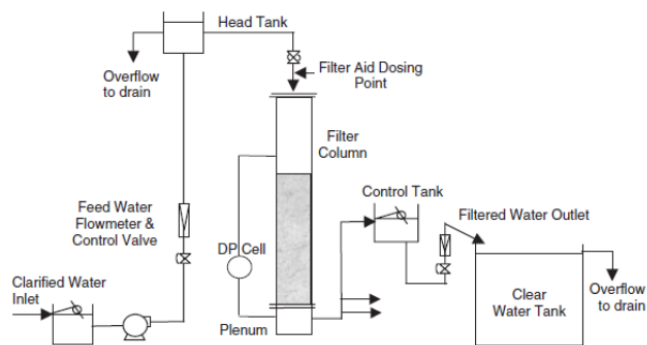 Head Tank
Overflow
to drain
Filter Aid Dosing
Point
Filter
Column
Control Tank
Feed Water
Flowmeter &
Control Valve
Filtered Water Outlet
DP Cell
Clarified Water
Inlet
Clear
Water Tank
Overflow
to drain
Plenum